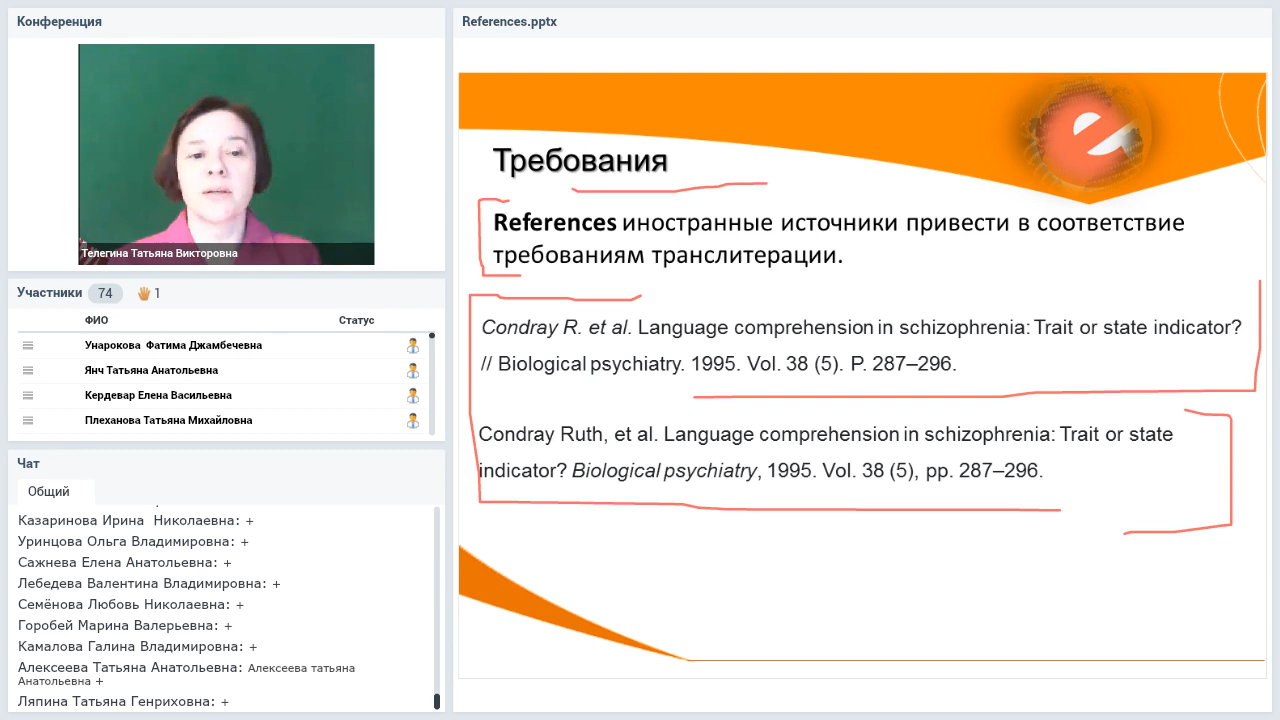 Конференция
Телегина Татьяна Викторовна
Участники 74 1
ФИО Статус
Унарокова Фатима Джамбечевна
Янч Татьяна Анатольевна
Кердевар Елена Васильевна
Плеханова Татьяна Михайловна
Чат
Общий
Казаринова Ирина Николаевна: +
Уринцова Ольга Владимировна: +
Сажнева Елена Анатольевна: +
Лебедева Валентина Владимировна: +
Семёнова Любовь Николаевна: +
Горобей Марина Валерьевна: +
Камалова Галина Владимировна: +
Алексеева Татьяна Анатольевна: Алексеева татьяна
Анатольевна +
Ляпина Татьяна Генриховна: +
References.pptx
Требования
References иностранные источники привести в соответствие
требованиям транслитерации.
Condray R. et al. Language comprehension in schizophrenia: Trait or state indicator?
// Biological psychiatry. 1995. Vol. 38 (5). P. 287–296.
Condray Ruth, et al. Language comprehension in schizophrenia: Trait or state
indicator? Biological psychiatry, 1995. Vol. 38 (5), pp. 287–296.